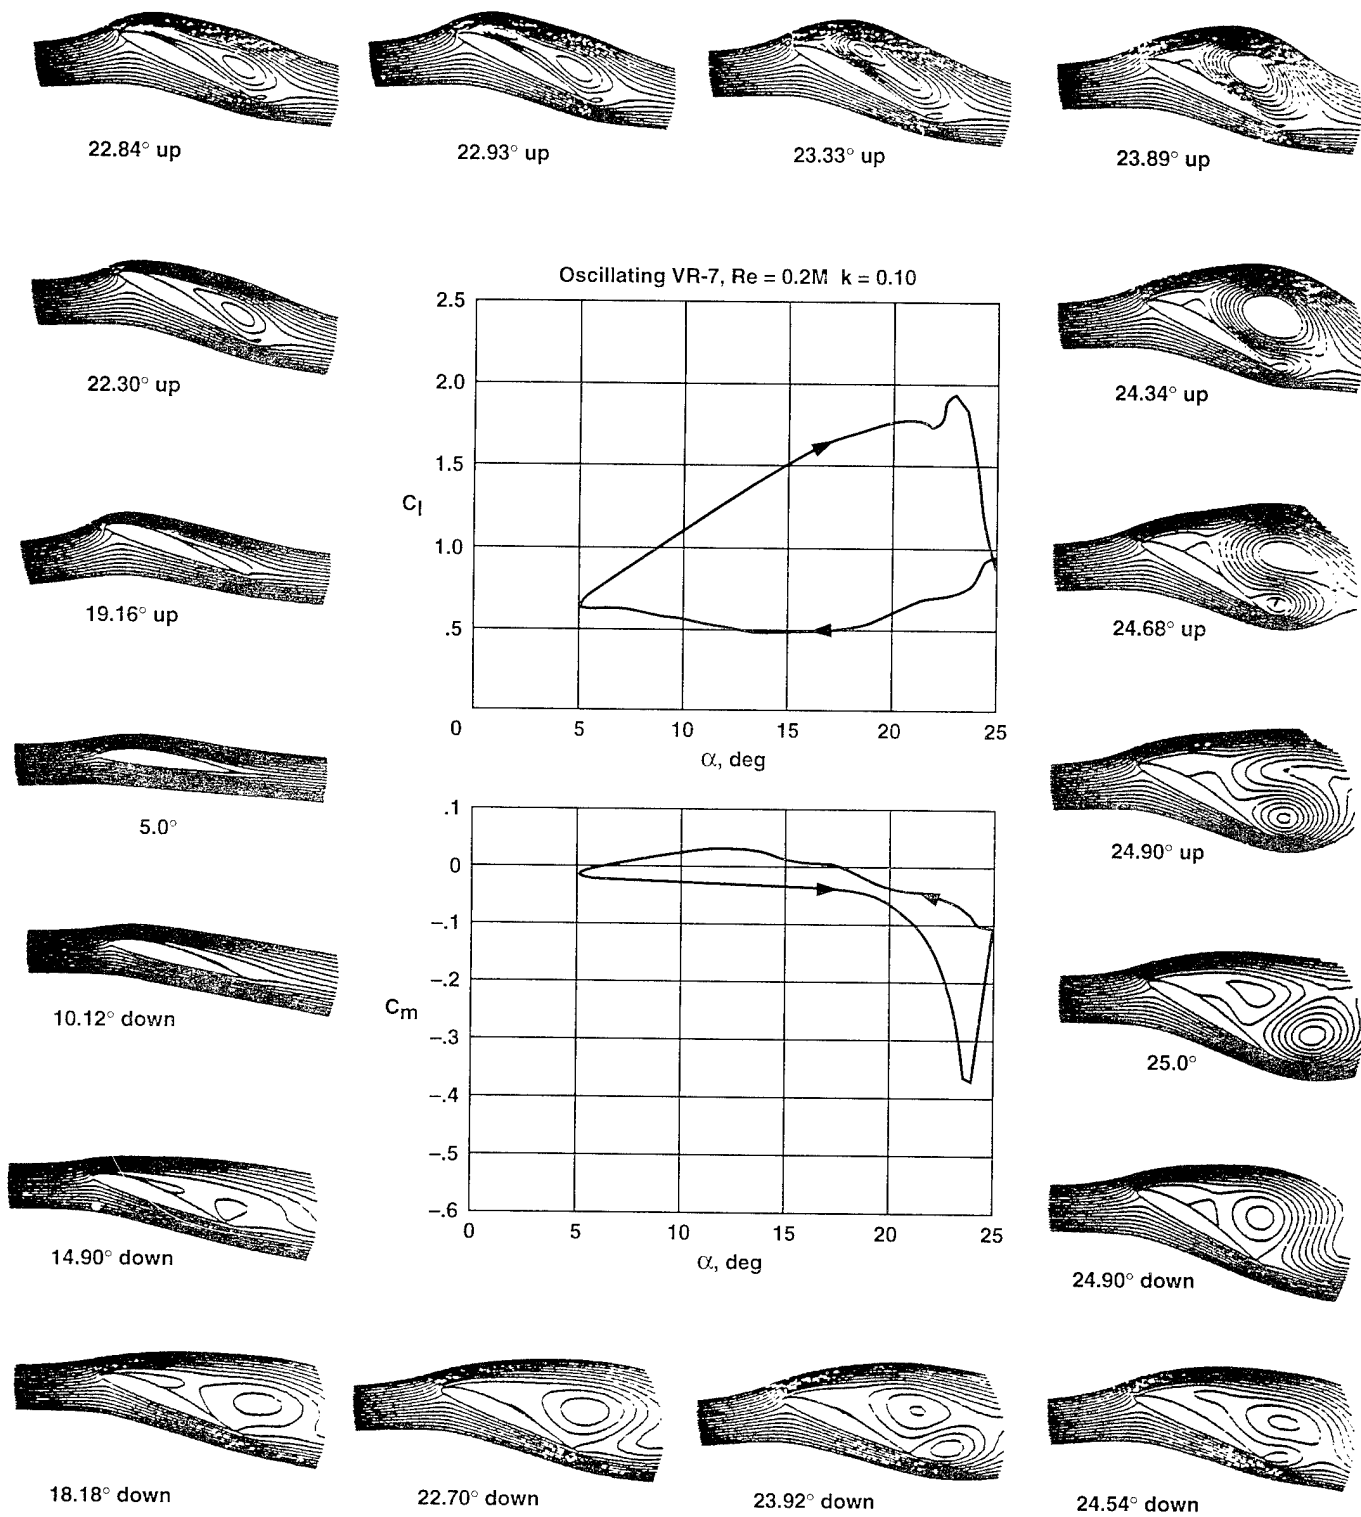 22.84° up
22.93° up
23.33° up
23.89° up
22.30° up
Oscillating VR-7, Re = 0.2M k = 0.10
2.5
2.0
1.5
1.0
.5
0
Cl
5
10
15
20
25
α, deg
24.34° up
19.16° up
24.68° up
5.0°
.1
0
–.1
–.2
–.3
–.4
–.5
–.6
Cm
0
5
10
15
20
25
α, deg
24.90° up
10.12° down
25.0°
14.90° down
24.90° down
18.18° down
22.70° down
23.92° down
24.54° down